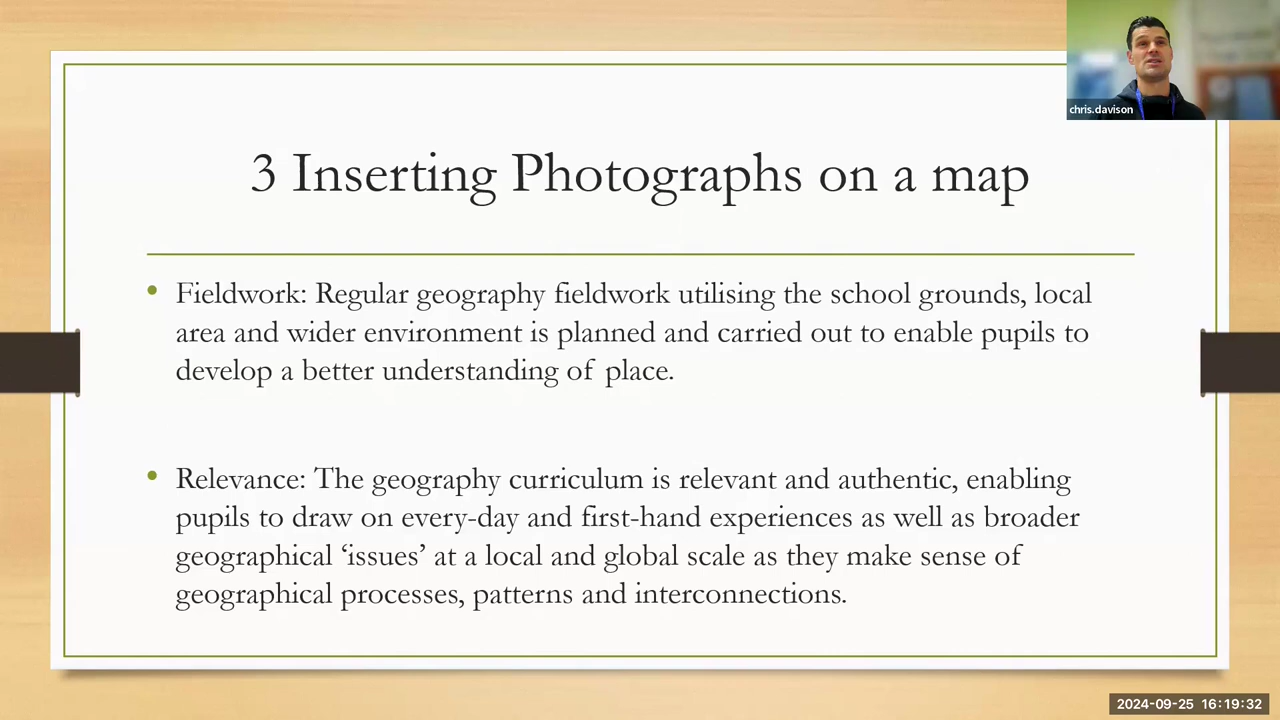 chris.davison
3 Inserting Photographs on a map
• Fieldwork: Regular geography fieldwork utilising the school grounds, local
area and wider environment is planned and carried out to enable pupils to
develop a better understanding of place.
• Relevance: The geography curriculum is relevant and authentic, enabling
pupils to draw on every-day and first-hand experiences as well as broader
geographical ‘issues’ at a local and global scale as they make sense of
geographical processes, patterns and interconnections.
2024-09-25 16:19:32